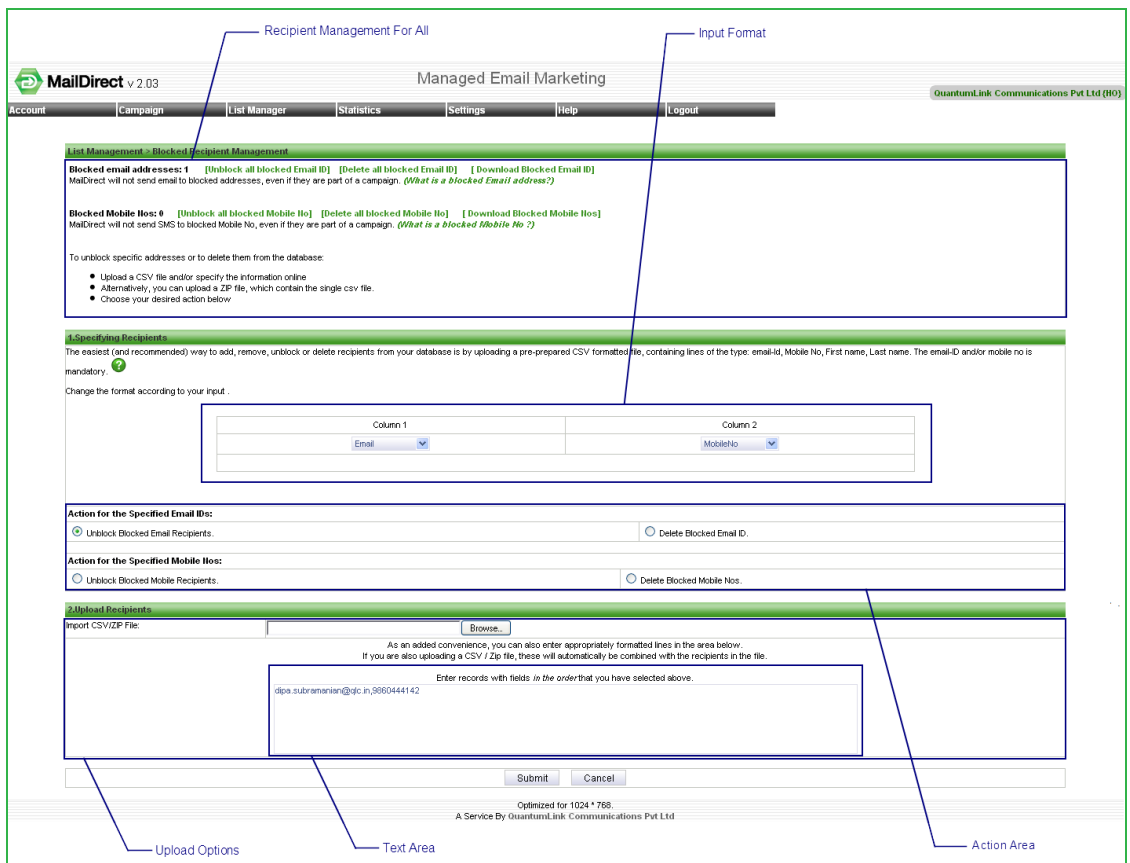 Recipient Management For All
Input Format
MailDirect v 2.03
Managed Email Marketing
QuantumLink Communications Pvt Ltd (HO)
Account Campaign List Manager Statistics Settings Help Logout
List Management > Blocked Recipient Management
Blocked email addresses: 1 [Unblock all blocked Email ID] [Delete all blocked Email ID] [ Download Blocked Email ID]
MailDirect will not send email to blocked addresses, even if they are part of a campaign. (What is a blocked Email address?)
Blocked Mobile Nos: 0 [Unblock all blocked Mobile No] [Delete all blocked Mobile No] [ Download Blocked Mobile Nos]
MailDirect will not send SMS to blocked Mobile No, even if they are part of a campaign. (What is a blocked Mobile No ?)
To unblock specific addresses or to delete them from the database:
● Upload a CSV file and/or specify the information online
● Alternatively, you can upload a ZIP file, which contain the single csv file.
● Choose your desired action below
1.Specifying Recipients
The easiest (and recommended) way to add, remove, unblock or delete recipients from your database is by uploading a pre-prepared CSV formatted file, containing lines of the type: email-Id, Mobile No, First name, Last name. The email-ID and/or mobile no is
mandatory. ?
Change the format according to your input .
Column 1 Column 2
Email MobileNo
Action for the Specified Email IDs:
Unblock Blocked Email Recipients. Delete Blocked Email ID.
Action for the Specified Mobile Nos:
Unblock Blocked Mobile Recipients. Delete Blocked Mobile Nos.
2.Upload Recipients
Import CSV/ZIP File: Browse..
As an added convenience, you can also enter appropriately formatted lines in the area below.
If you are also uploading a CSV / Zip file, these will automatically be combined with the recipients in the file.
Enter records with fields in the order that you have selected above.
dipa.subramanian@qlc.in,9860444142
Submit Cancel
Optimized for 1024 * 768.
A Service By QuantumLink Communications Pvt Ltd
Upload Options
Text Area
Action Area